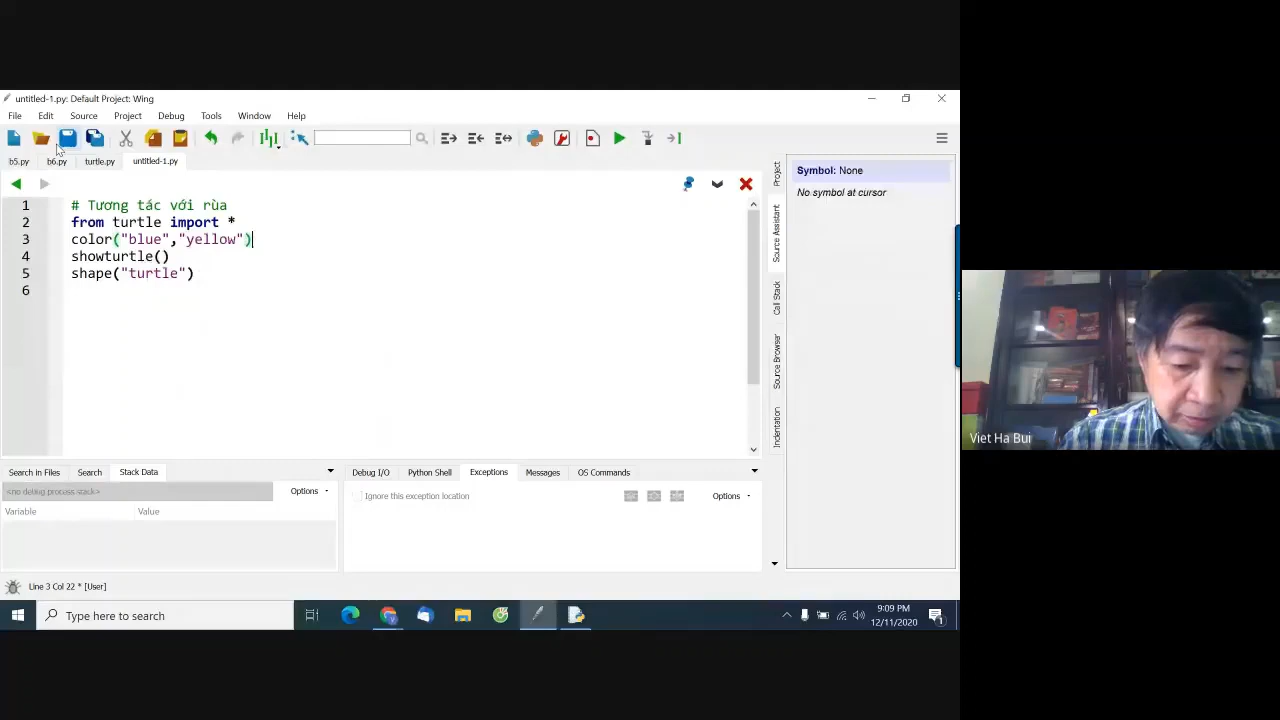 untitled-1.py: Default Project: Wing
File Edit Source Project Debug Tools Window Help
b5.py b6.py turtle.py untitled-1.py
1 # Tương tác với rùa
2 from turtle import *
3 color("blue","yellow")
4 showturtle()
5 shape("turtle")
6
Project
Source Assistant
Call Stack
Source Browser
Indentation
Symbol: None
No symbol at cursor
Viet Ha Bui
Search in Files Search Stack Data
<no debug process stack> Options
Variable Value
Debug I/O Python Shell Exceptions Messages OS Commands
Ignore this exception location Options
Line 3 Col 22 * [User]
Type here to search
9:09 PM
12/11/2020
1